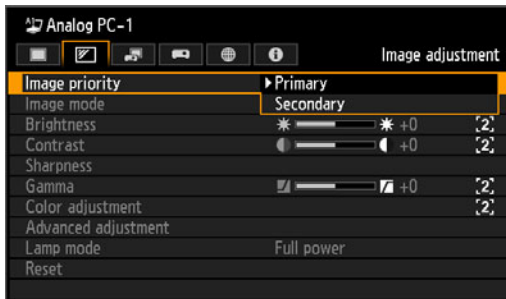 Analog PC-1
Image adjustment
Image priority Primary
Image mode Secondary
Brightness +0 [2]
Contrast +0 [2]
Sharpness
Gamma +0 [2]
Color adjustment [2]
Advanced adjustment
Lamp mode Full power
Reset